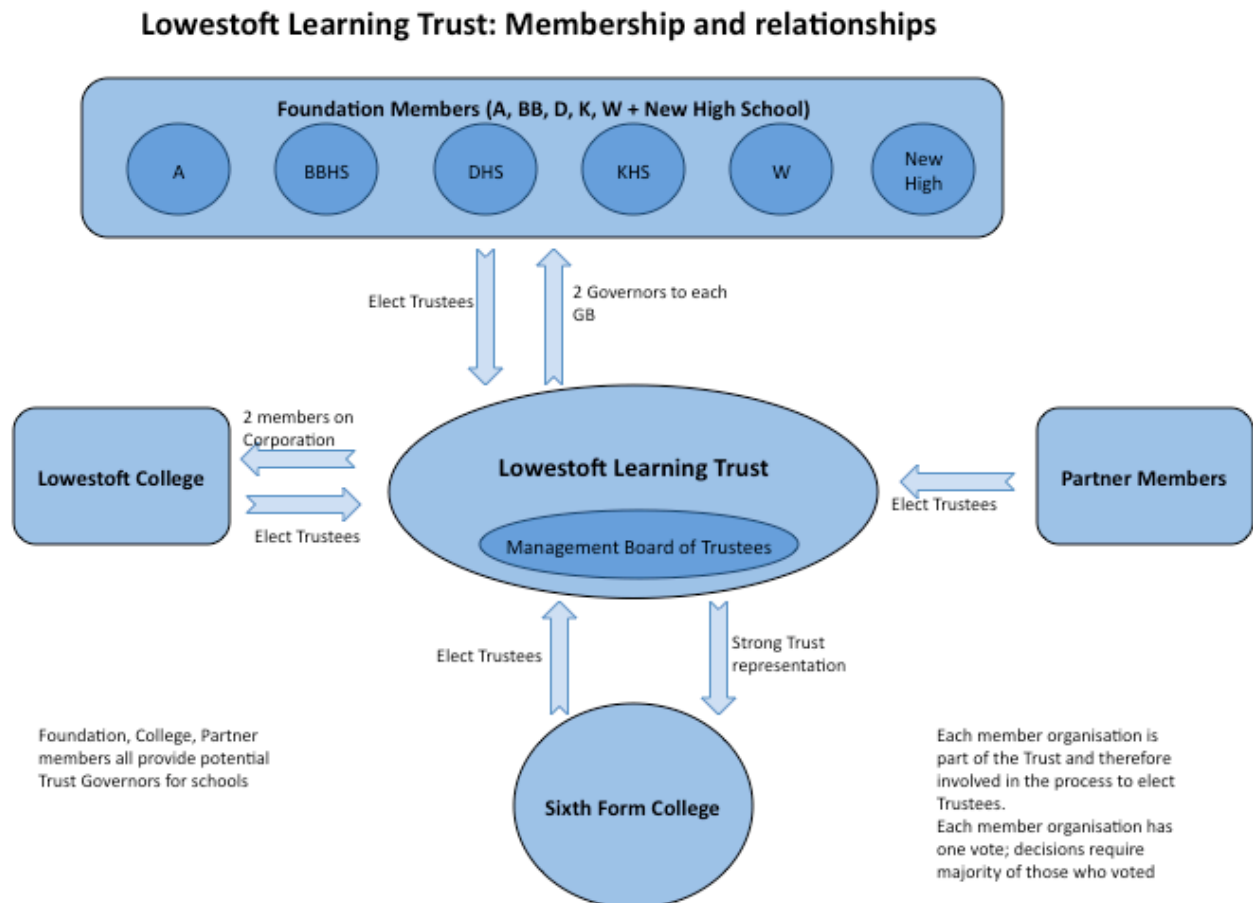 Lowestoft Learning Trust: Membership and relationships
Foundation Members (A, BB, D, K, W + New High School)
A
BBHS
DHS
KHS
W
New
High
Elect Trustees
2 Governors to each
GB
2 members on
Corporation
Lowestoft College
Elect Trustees
Lowestoft Learning Trust
Management Board of Trustees
Partner Members
Elect Trustees
Elect Trustees
Strong Trust
representation
Sixth Form College
Foundation, College, Partner
members all provide potential
Trust Governors for schools
Each member organisation is
part of the Trust and therefore
involved in the process to elect
Trustees.
Each member organisation has
one vote; decisions require
majority of those who voted